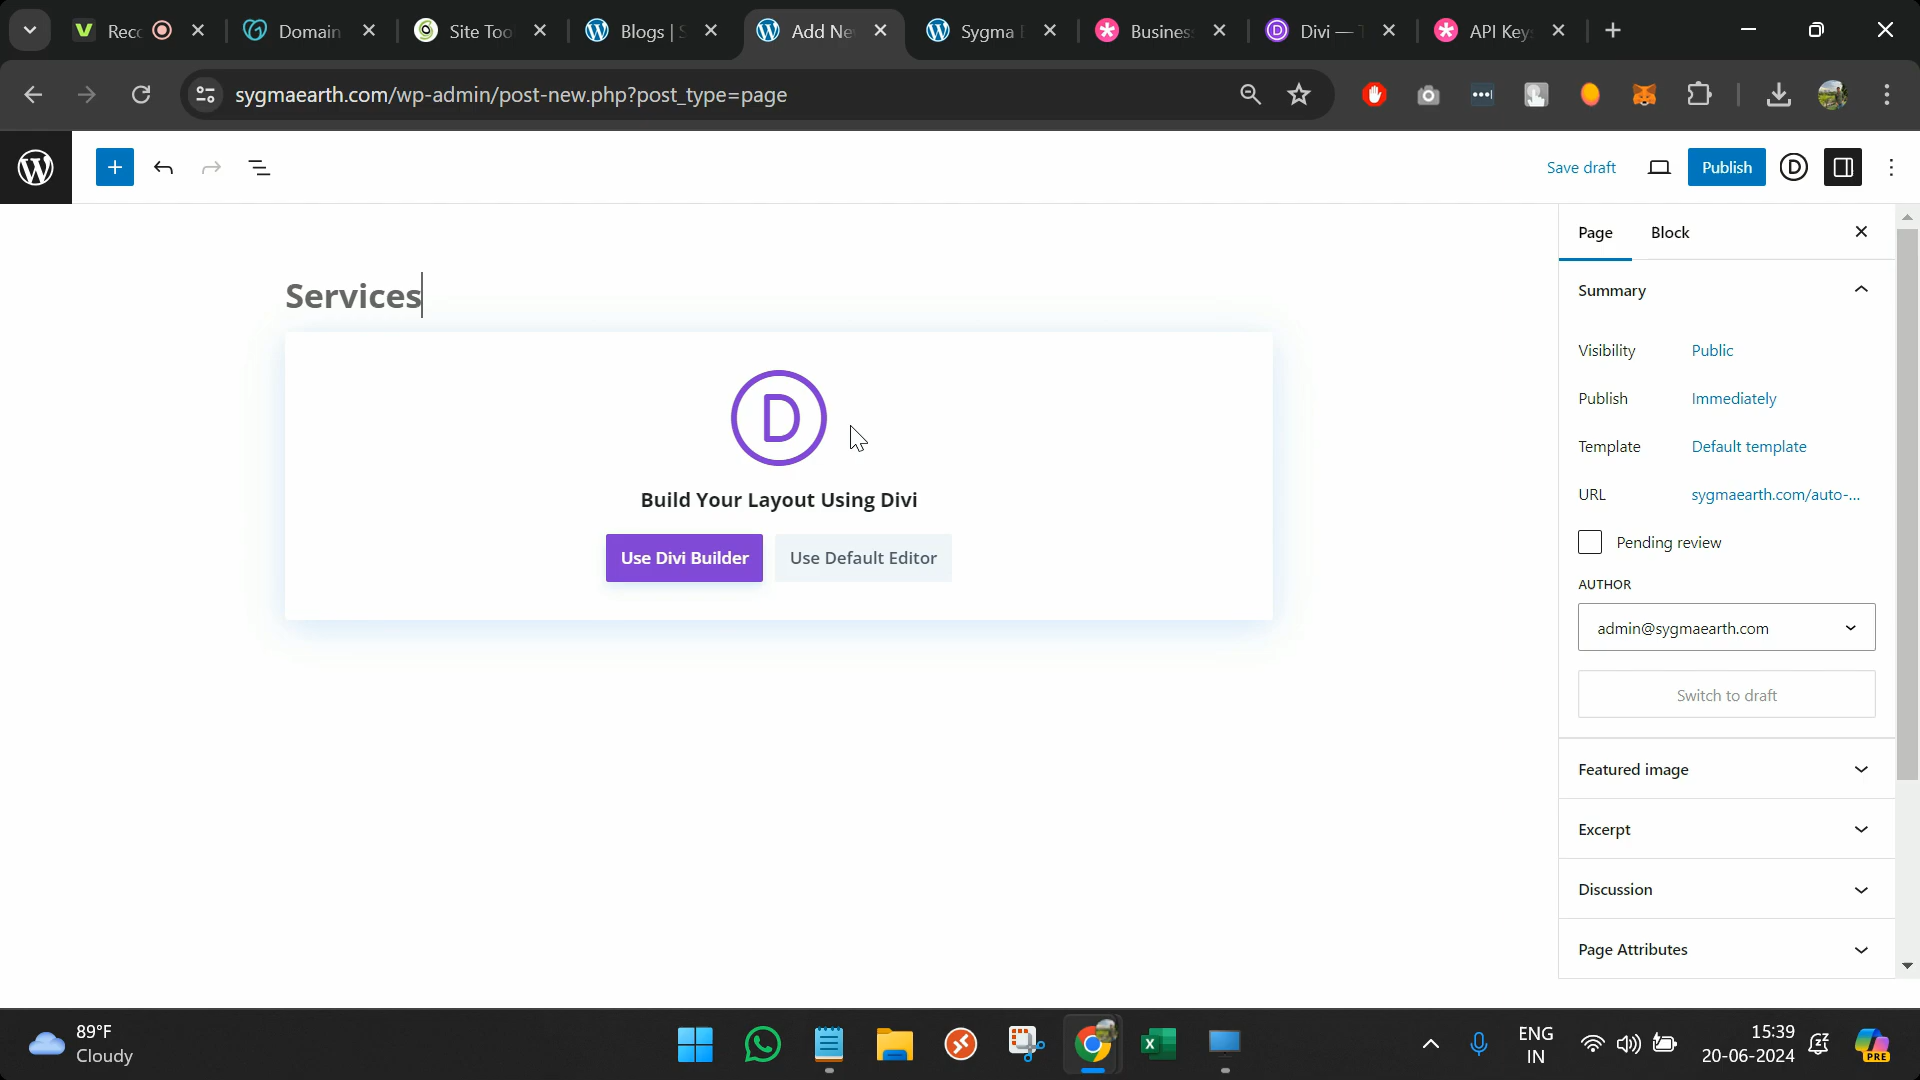 Rec
Domain
Site Too
Blogs | S
Add Ne
Sygma
Busines
Divi —
API Key
sygmaearth.com/wp-admin/post-new.php?post_type=page
Save draft
Publish
Page
Block
Services
Summary
Visibility
Public
Publish
Immediately
Template
Default template
URL
sygmaearth.com/auto-...
Pending review
AUTHOR
admin@sygmaearth.com
Switch to draft
Featured image
Excerpt
Discussion
Page Attributes
D
Build Your Layout Using Divi
Use Divi Builder
Use Default Editor
89°F
Cloudy
ENG
IN
15:39
20-06-2024
PRE